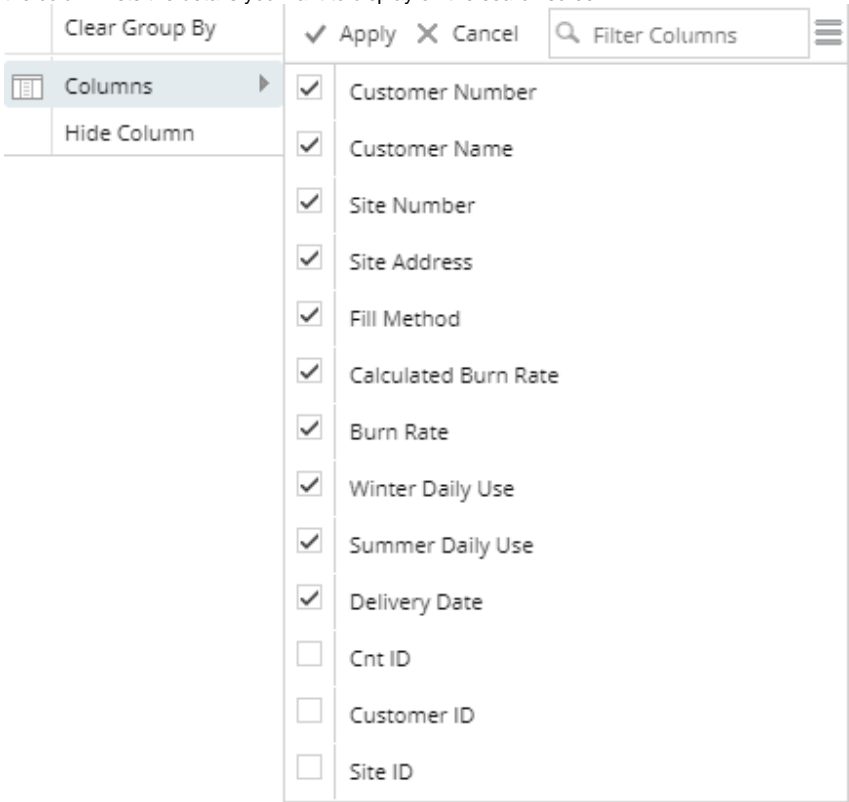 Clear Group By
Apply Cancel Filter Columns
Columns
Hide Column
Customer Number
Customer Name
Site Number
Site Address
Fill Method
Calculated Burn Rate
Burn Rate
Winter Daily Use
Summer Daily Use
Delivery Date
Cnt ID
Customer ID
Site ID